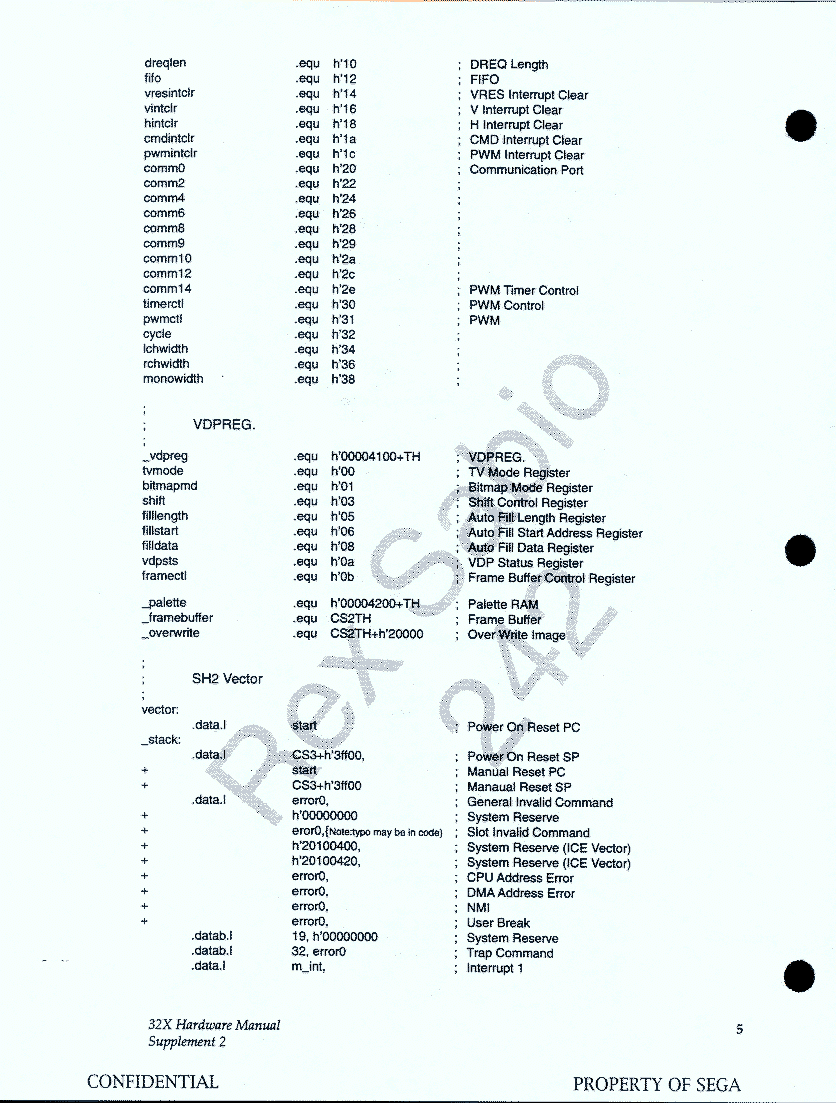 dreqlen .equ h'10 ; DREQ Length
fifo .equ h'12 ; FIFO
vresintclr .equ h'14 ; VRES Interrupt Clear
vintclr .equ h'16 ; V Interrupt Clear
hintclr .equ h'18 ; H Interrupt Clear
cmdintclr .equ h'1a ; CMD Interrupt Clear
pwmintclr .equ h'1c ; PWM Interrupt Clear
comm0 .equ h'20 ; Communication Port
comm2 .equ h'22 ;
comm4 .equ h'24 ;
comm6 .equ h'26 ;
comm8 .equ h'28 ;
comm9 .equ h'29 ;
comm10 .equ h'2a ;
comm12 .equ h'2c ;
comm14 .equ h'2e ; PWM Timer Control
timerctl .equ h'30 ; PWM Control
pwmctl .equ h'31 ; PWM
cycle .equ h'32 ;
lchwidth .equ h'34 ;
rchwidth .equ h'36 ;
monowidth .equ h'38 ;
;
; VDPREG.
;
_vdpreg .equ h'00004100+TH ; VDPREG.
tvmode .equ h'00 ; TV Mode Register
bitmapmd .equ h'01 ; Bitmap Mode Register
shift .equ h'03 ; Shift Control Register
filllength .equ h'05 ; Auto Fill Length Register
fillstart .equ h'06 ; Auto Fill Start Address Register
filldata .equ h'08 ; Auto Fill Data Register
vdpsts .equ h'0a ; VDP Status Register
framectl .equ h'0b ; Frame Buffer Control Register
_palette .equ h'00004200+TH ; Palette RAM
_framebuffer .equ CS2TH ; Frame Buffer
_overwrite .equ CS2TH+h'20000 ; Over Write Image
;
; SH2 Vector
;
vector:
.data.l start ; Power On Reset PC
_stack:
.data.l CS3+h'3ff00, ; Power On Reset SP
+ start ; Manual Reset PC
+ CS3+h'3ff00 ; Manaual Reset SP
.data.l error0, ; General Invalid Command
+ h'00000000 ; System Reserve
+ eror0,{Note:typo may be in code) ; Slot Invalid Command
+ h'20100400, ; System Reserve (ICE Vector)
+ h'20100420, ; System Reserve (ICE Vector)
+ error0, ; CPU Address Error
+ error0, ; DMA Address Error
+ error0, ; NMI
+ error0, ; User Break
.datab.l 19, h'00000000 ; System Reserve
.datab.l 32, error0 ; Trap Command
.data.l m_int, ; Interrupt 1
Rex Sabio
242
32X Hardware Manual 5
Supplement 2
CONFIDENTIAL PROPERTY OF SEGA